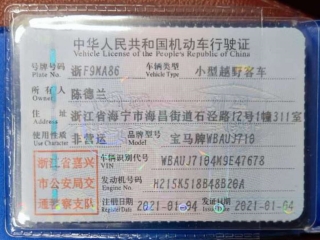 中华人民共和国机动车行驶证
Vehicle License of the People's Republic of China
号牌号码 浙F9MA86 车辆类型 小型越野客车
Plate No. Vehicle Type
所有人 陈德兰
Owner
住址 浙江省海宁市海昌街道石泾路12号1幢311室
Address
使用性质 非营运 品牌型号 宝马牌WBAUJ710
Use Character Model
浙江省嘉兴市公安局交通警察支队
车辆识别代号 WBAUJ7104K9E47678
VIN
发动机号码 H215K518B48B20A
Engine No.
注册日期 2021-01-04 发证日期 2021-01-04
Register Date Issue Date